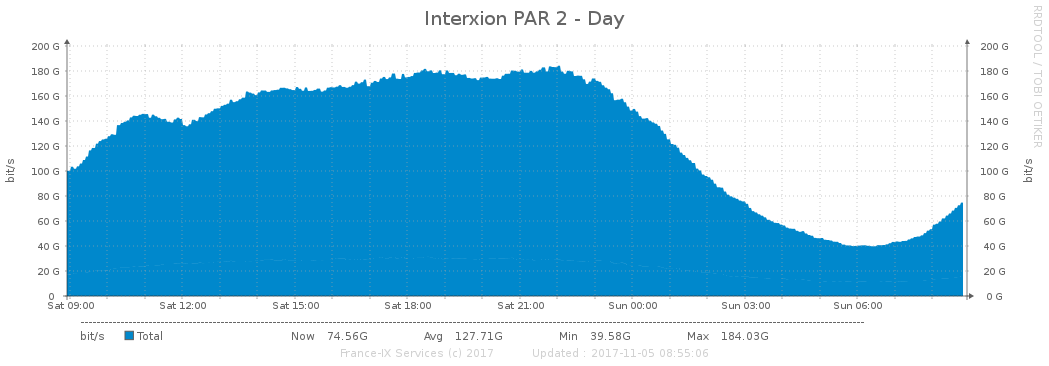 Interxion PAR 2 - Day
RRDTOOL / TOBI OETIKER
200 G 200 G
180 G 180 G
160 G 160 G
140 G 140 G
120 G 120 G
100 G 100 G
80 G 80 G
60 G 60 G
40 G 40 G
20 G 20 G
0 0 G
bit/s bit/s
Sat 09:00 Sat 12:00 Sat 15:00 Sat 18:00 Sat 21:00 Sun 00:00 Sun 03:00 Sun 06:00
bit/s Total Now 74.56G Avg 127.71G Min 39.58G Max 184.03G
France-IX Services (c) 2017 Updated : 2017-11-05 08:55:06